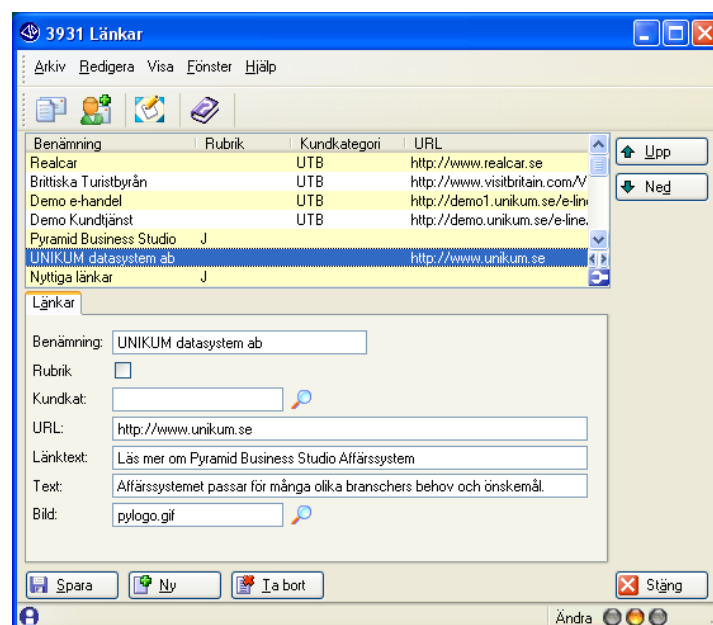 3931 Länkar
Arkiv Redigera Visa Fönster Hjälp
Benämning Rubrik Kundkategori URL
Realcar UTB http://www.realcar.se
Brittiska Turistbyrån UTB http://www.visitbritain.com/V
Demo e-handel UTB http://demo1.unikum.se/e-line
Demo Kundtjänst UTB http://demo.unikum.se/e-line.
Pyramid Business Studio J
UNIKUM datasystem ab http://www.unikum.se
Nyttiga länkar J
Upp
Ned
Länkar
Benämning: UNIKUM datasystem ab
Rubrik
Kundkat:
URL: http://www.unikum.se
Länktext: Läs mer om Pyramid Business Studio Affärssystem
Text: Affärssystemet passar för många olika branschers behov och önskemål.
Bild: pylogo.gif
Spara Ny Ta bort Stäng
Ändra